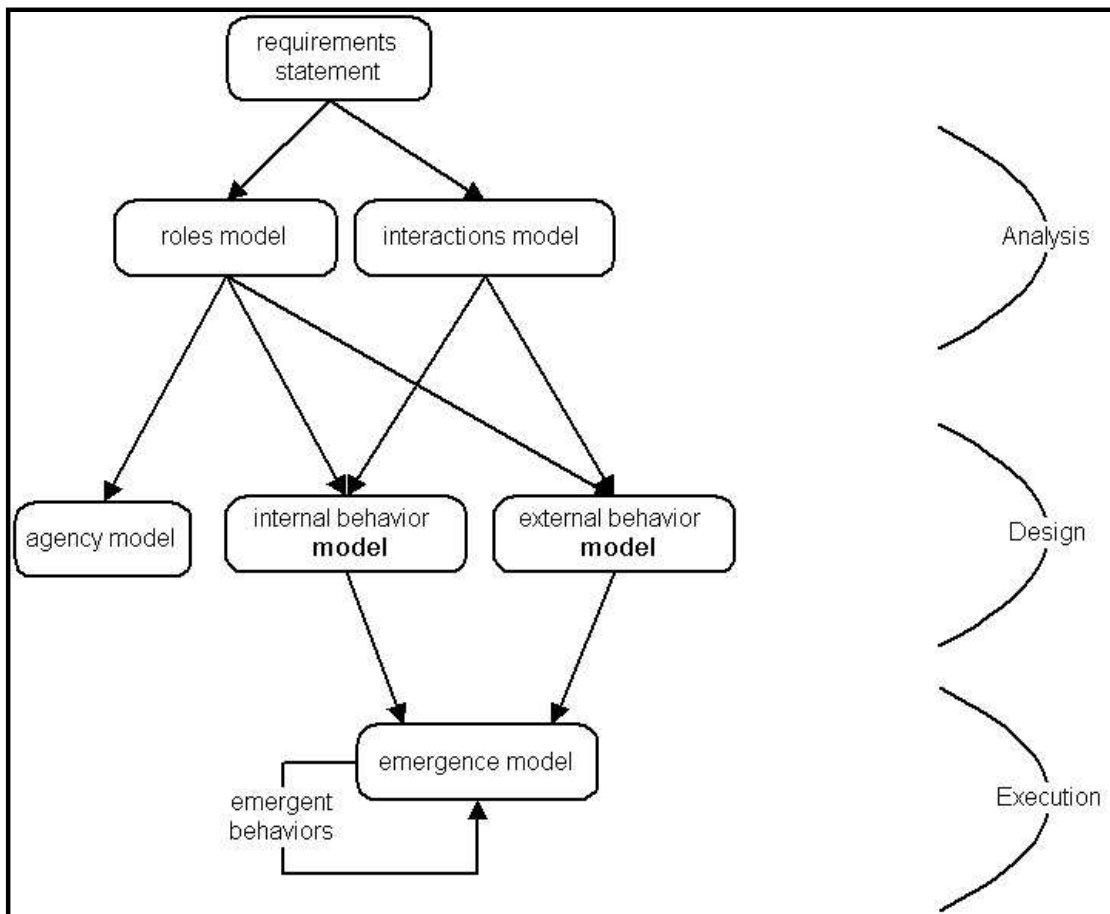 requirements
statement
roles model
interactions model
Analysis
agency model
internal behavior
model
external behavior
model
Design
emergence model
emergent
behaviors
Execution